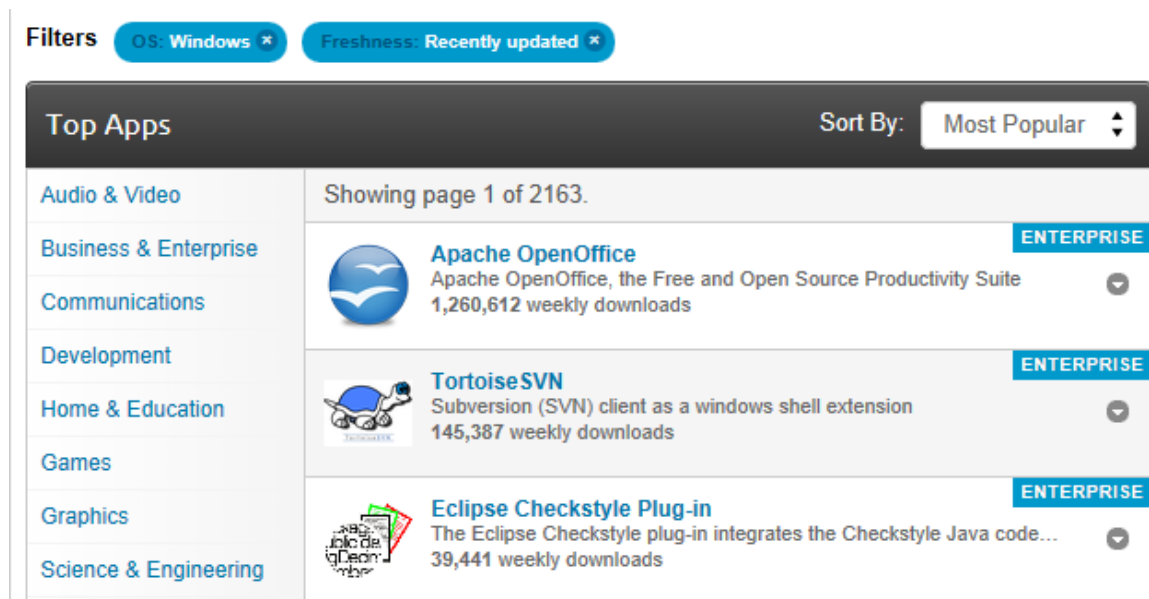 Filters OS: Windows Freshness: Recently updated
Top Apps Sort By: Most Popular
Audio & Video
Business & Enterprise
Communications
Development
Home & Education
Games
Graphics
Science & Engineering
Showing page 1 of 2163.
ENTERPRISE
Apache OpenOffice
Apache OpenOffice, the Free and Open Source Productivity Suite
1,260,612 weekly downloads
ENTERPRISE
TortoiseSVN
Subversion (SVN) client as a windows shell extension
145,387 weekly downloads
ENTERPRISE
Eclipse Checkstyle Plug-in
The Eclipse Checkstyle plug-in integrates the Checkstyle Java code...
39,441 weekly downloads